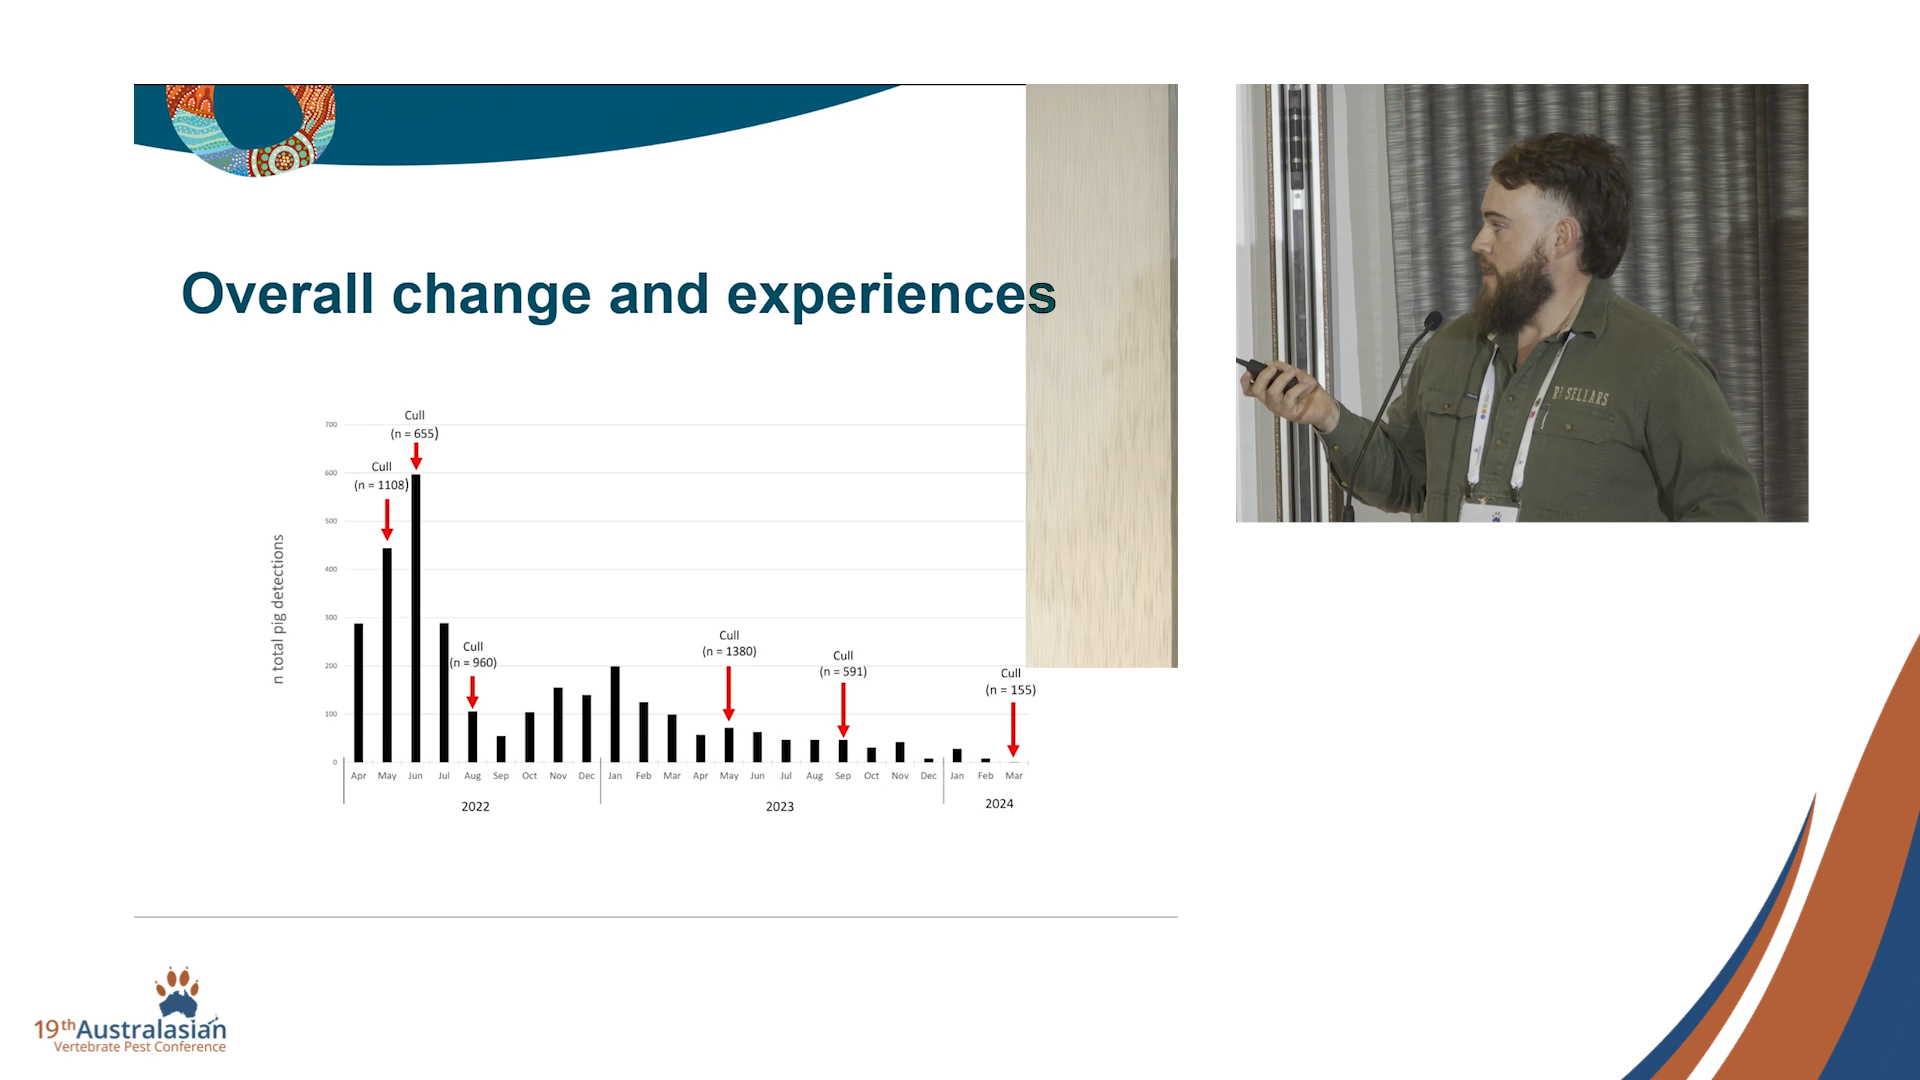 Overall change and experiences
n total pig detections
700
600
500
400
300
200
100
0
Cull
(n = 1108)
Cull
(n = 655)
Cull
(n = 960)
Cull
(n = 1380)
Cull
(n = 591)
Cull
(n = 155)
Apr May Jun Jul Aug Sep Oct Nov Dec Jan Feb Mar Apr May Jun Jul Aug Sep Oct Nov Dec Jan Feb Mar
2022 2023 2024
SELLARS
19th Australasian
Vertebrate Pest Conference